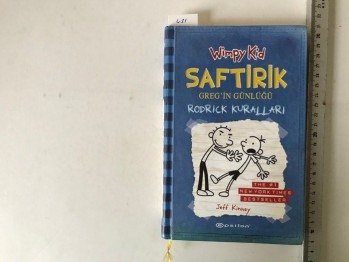 Wimpy Kid
SAFTİRİK
GREG'İN GÜNLÜĞÜ
RODRICK KURALLARI
THE #1
NEW YORK TIMES
BESTSELLER
Jeff Kinney
epsilon